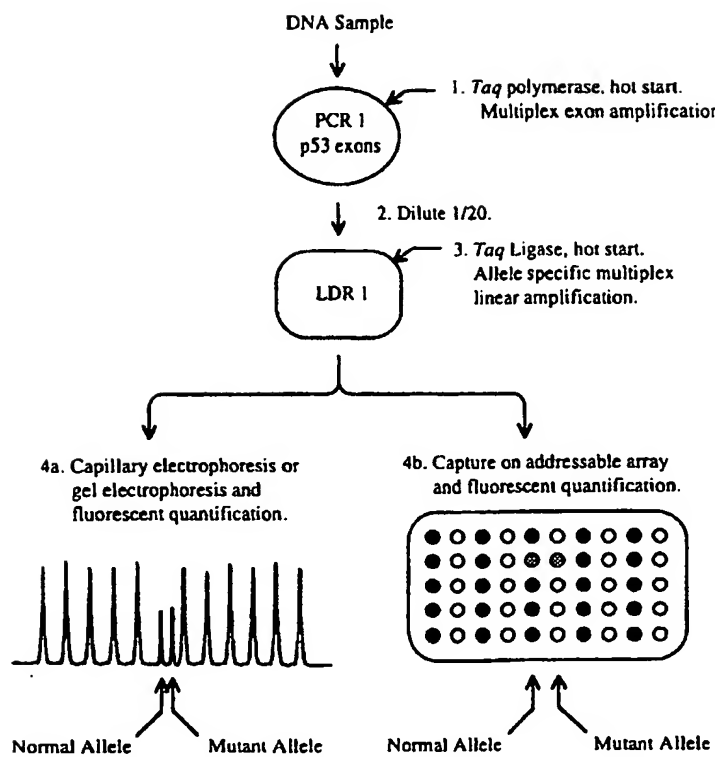 DNA Sample
1. Taq polymerase, hot start.
Multiplex exon amplification
PCR 1
p53 exons
2. Dilute 1/20.
3. Taq Ligase, hot start.
Allele specific multiplex
linear amplification.
LDR 1
4a. Capillary electrophoresis or
gel electrophoresis and
fluorescent quantification.
4b. Capture on addressable array
and fluorescent quantification.
Normal Allele
Mutant Allele
Normal Allele
Mutant Allele